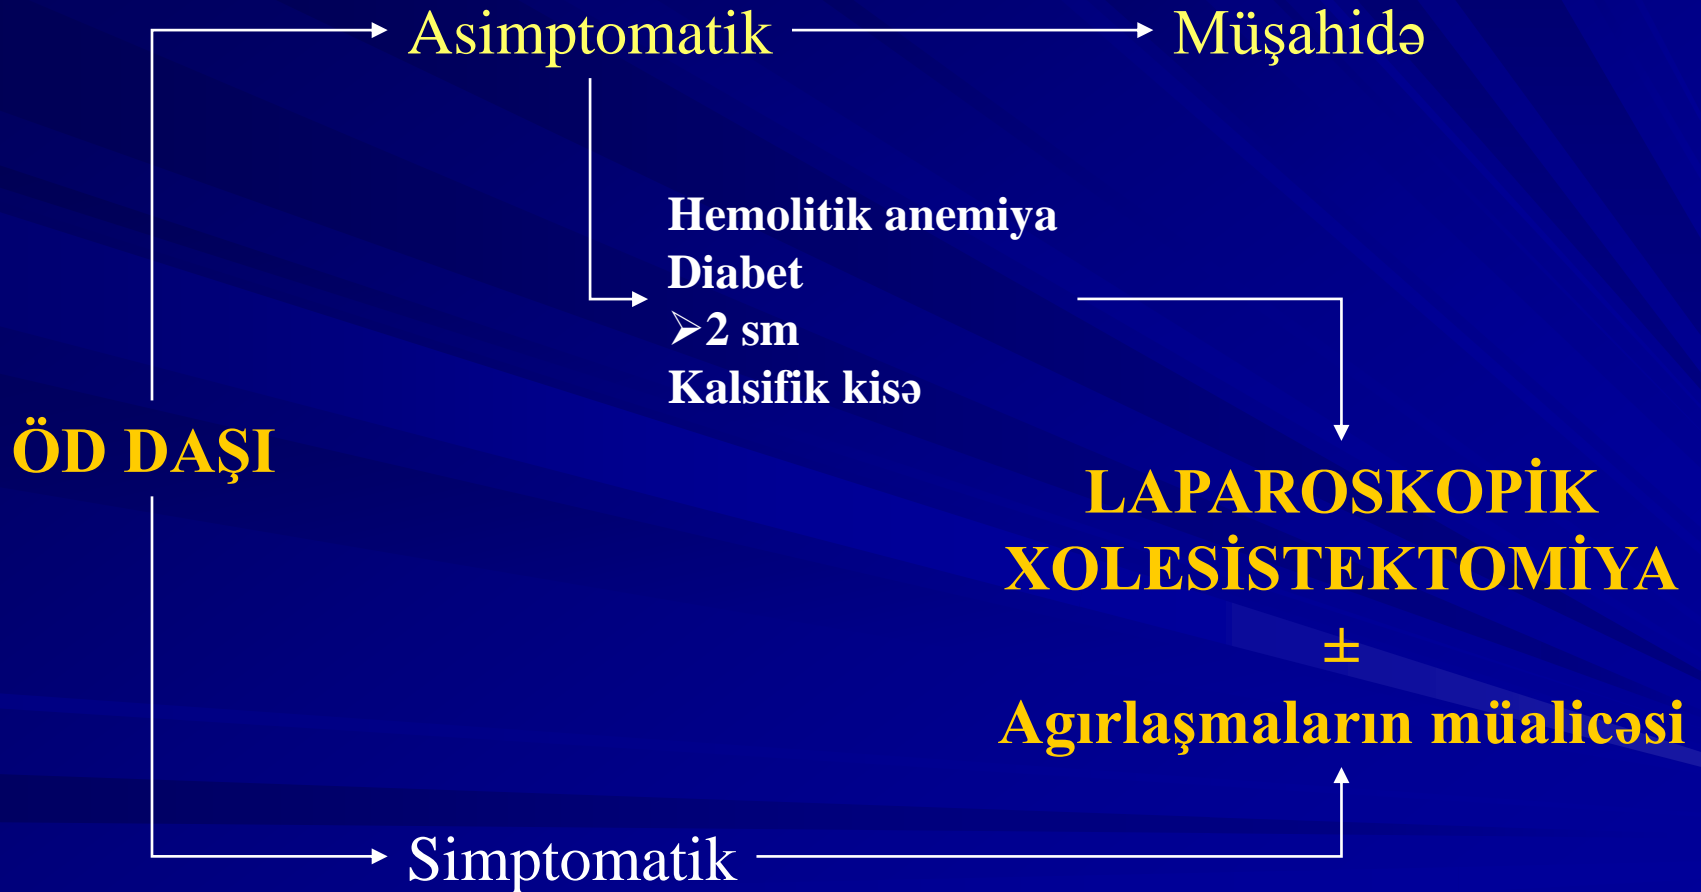 Asimptomatik
Müşahidə
Hemolitik anemiya
Diabet
➢2 sm
Kalsifik kisə
ÖD DAŞI
LAPAROSKOPİK
XOLESİSTEKTOMİYA
±
Agırlaşmaların müalicəsi
Simptomatik